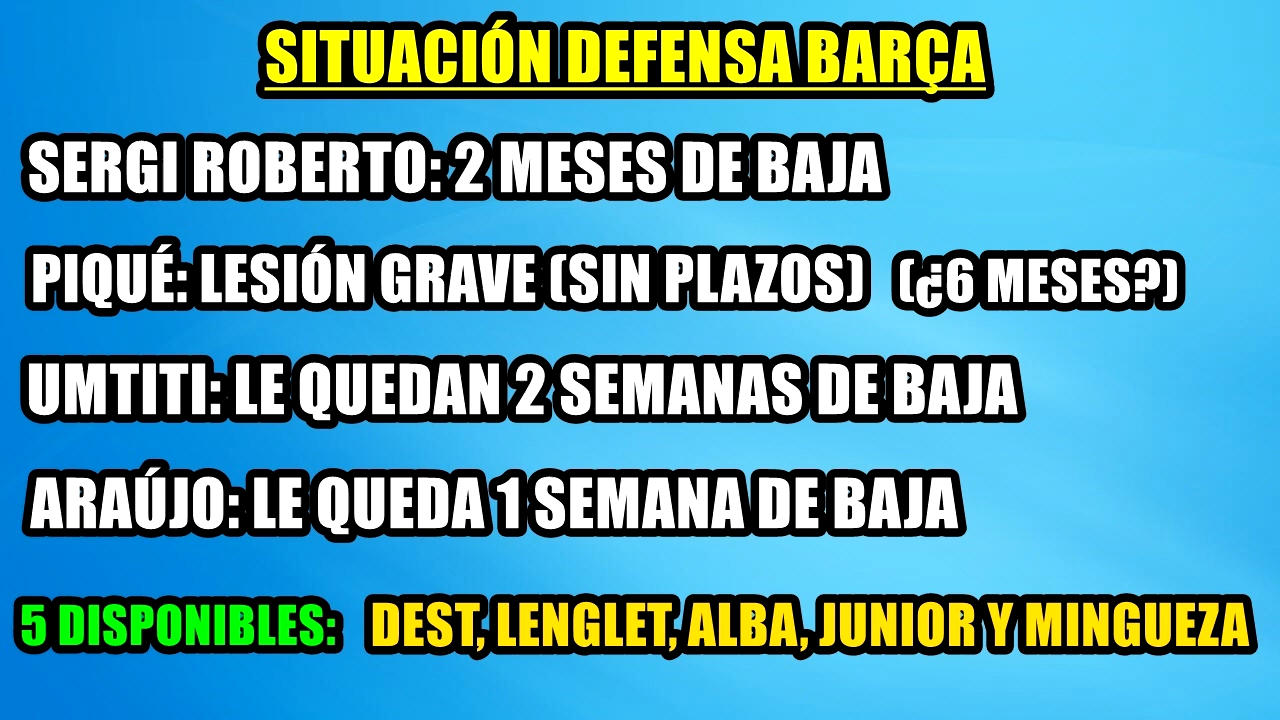 SITUACIÓN DEFENSA BARÇA
SERGI ROBERTO: 2 MESES DE BAJA
PIQUÉ: LESIÓN GRAVE (SIN PLAZOS) (¿6 MESES?)
UMTITI: LE QUEDAN 2 SEMANAS DE BAJA
ARAÚJO: LE QUEDA 1 SEMANA DE BAJA
5 DISPONIBLES: DEST, LENGLET, ALBA, JUNIOR Y MINGUEZA